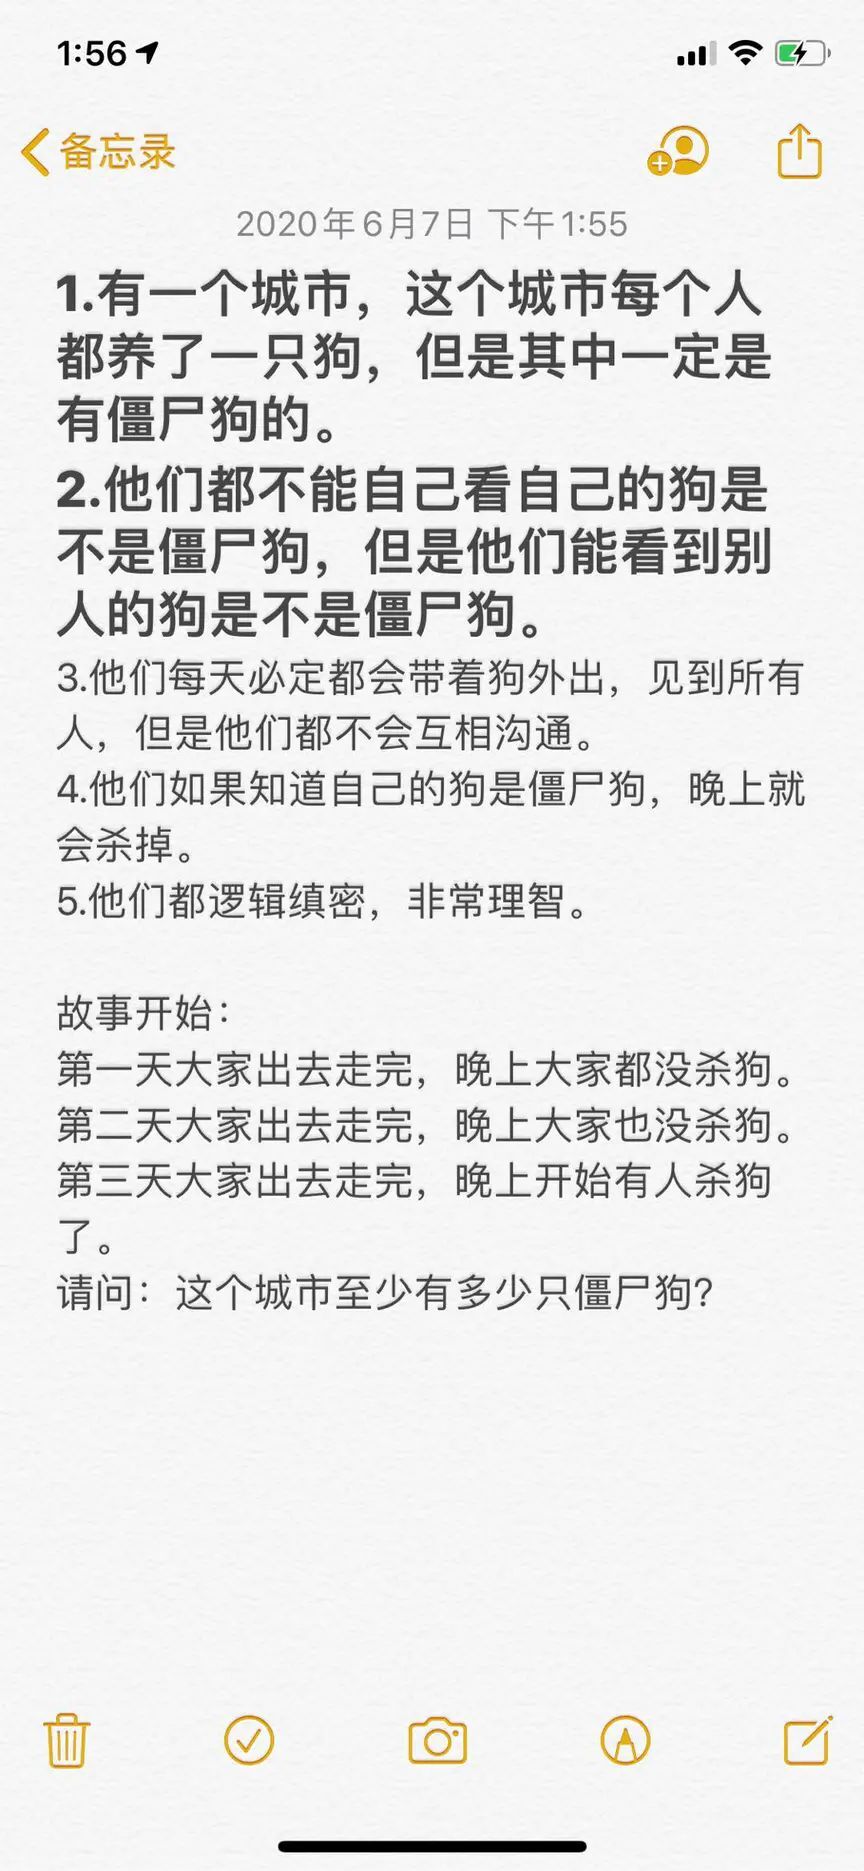 1:56
备忘录
2020年6月7日 下午1:55
1.有一个城市，这个城市每个人
都养了一只狗，但是其中一定是
有僵尸狗的。
2.他们都不能自己看自己的狗是
不是僵尸狗，但是他们能看到别
人的狗是不是僵尸狗。
3.他们每天必定都会带着狗外出，见到所有
人，但是他们都不会互相沟通。
4.他们如果知道自己的狗是僵尸狗，晚上就
会杀掉。
5.他们都逻辑缜密，非常理智。
故事开始：
第一天大家出去走完，晚上大家都没杀狗。
第二天大家出去走完，晚上大家也没杀狗。
第三天大家出去走完，晚上开始有人杀狗
了。
请问：这个城市至少有多少只僵尸狗？